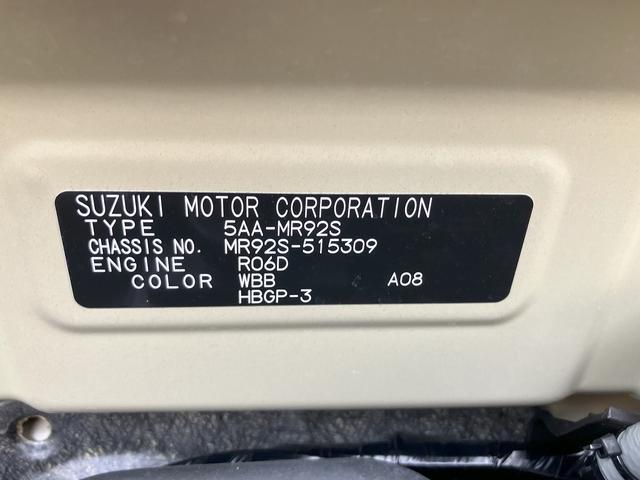 SUZUKI MOTOR CORPORATION
TYPE 5AA-MR92S
CHASSIS NO. MR92S-515309
ENGINE R06D
COLOR WBB A08
HBGP-3